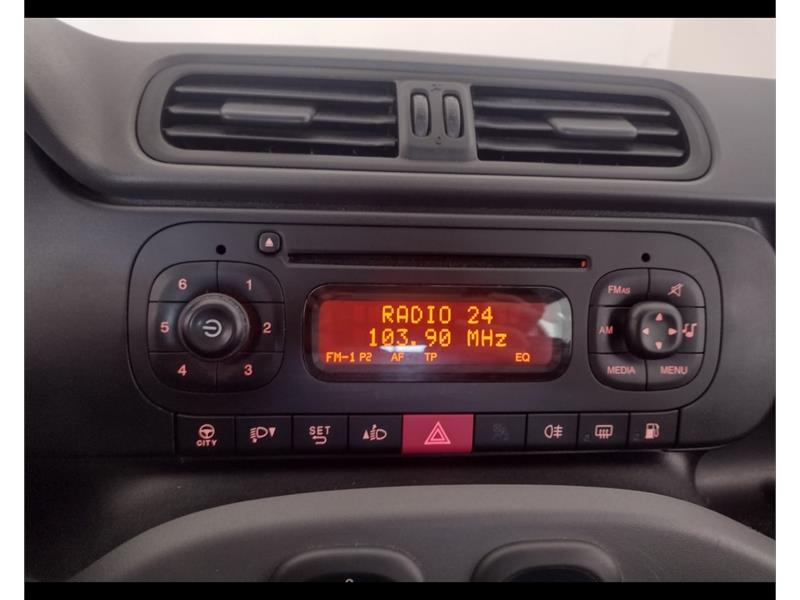 6 1
5 2
4 3
RADIO 24
103.90 MHz
FM-1 P2 AF TP EQ
FMAS
AM
MEDIA MENU
CITY
SET